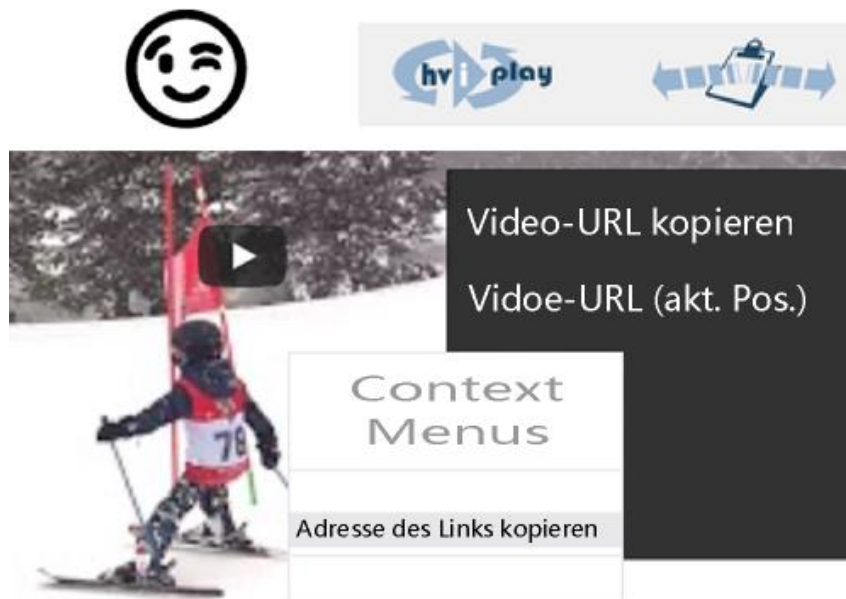 hv i play
Video-URL kopieren
Vidoe-URL (akt. Pos.)
Context
Menus
78
Adresse des Links kopieren